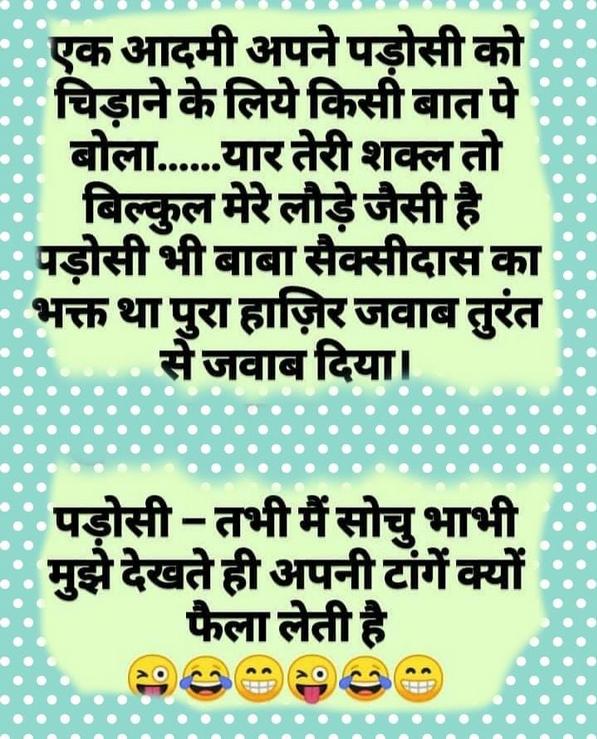 एक आदमी अपने पड़ोसी को
चिड़ाने के लिये किसी बात पे
बोला......यार तेरी शक्ल तो
बिल्कुल मेरे लौड़े जैसी है
पड़ोसी भी बाबा सैक्सीदास का
भक्त था पुरा हाज़िर जवाब तुरंत
से जवाब दिया।
पड़ोसी – तभी मैं सोचु भाभी
मुझे देखते ही अपनी टांगें क्यों
फैला लेती है
😜😂😁😜😂😁